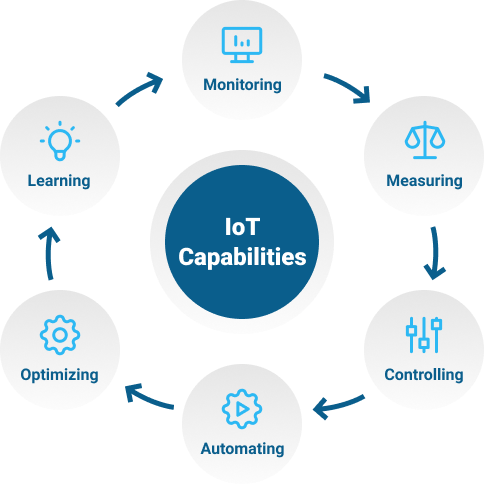 Monitoring
Measuring
Controlling
Automating
Optimizing
Learning
IoT
Capabilities